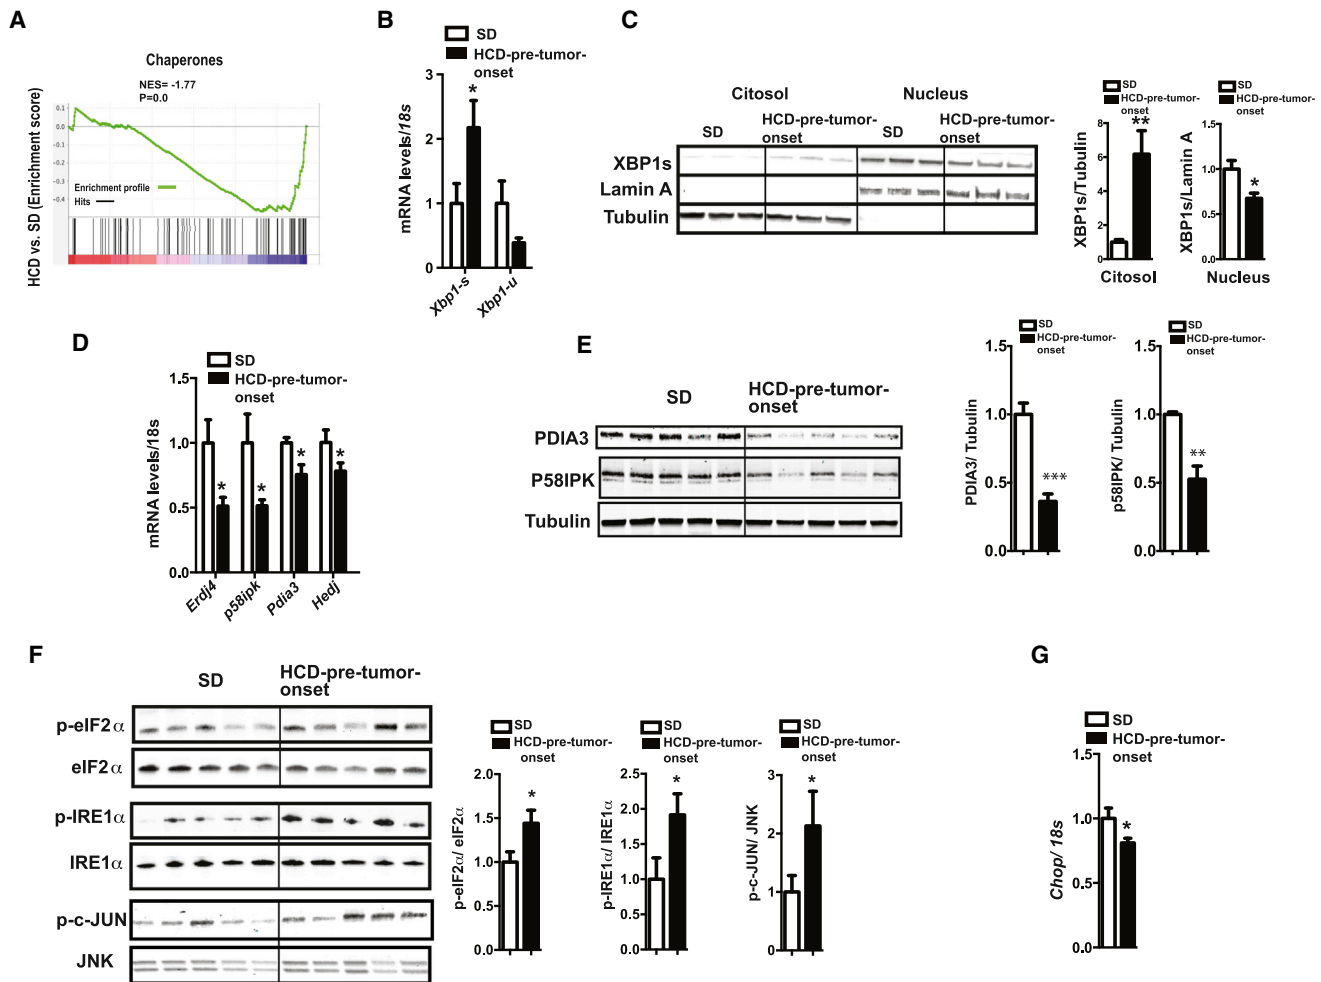 A
Chaperones
NES= -1.77
P=0.0
HCD vs. SD (Enrichment score)
0.1
0.0
-0.1
-0.2
-0.3
-0.4
Enrichment profile
Hits
B
SD
HCD-pre-tumor-
onset
mRNA levels/18s
3
2
1
0
*
Xbp1-s
Xbp1-u
C
Citosol
Nucleus
SD
HCD-pre-tumor-
onset
SD
HCD-pre-tumor-
onset
XBP1s
Lamin A
Tubulin
SD
HCD-pre-tumor-
onset
XBP1s/Tubulin
8
6
4
2
0
**
Citosol
SD
HCD-pre-tumor-
onset
XBP1s/Lamin A
1.5
1.0
0.5
0.0
*
Nucleus
D
SD
HCD-pre-tumor-
onset
mRNA levels/18s
1.5
1.0
0.5
0.0
*
*
*
*
Erdj4
p58ipk
Pdia3
Hedj
E
SD
HCD-pre-tumor-
onset
PDIA3
P58IPK
Tubulin
SD
HCD-pre-tumor-
onset
PDIA3/ Tubulin
1.5
1.0
0.5
0.0
***
SD
HCD-pre-tumor-
onset
p58IPK/ Tubulin
1.5
1.0
0.5
0.0
**
F
SD
HCD-pre-tumor-
onset
p-eIF2α
eIF2α
p-IRE1α
IRE1α
p-c-JUN
JNK
SD
HCD-pre-tumor-
onset
p-eIF2α/ eIF2α
2.0
1.5
1.0
0.5
0.0
*
SD
HCD-pre-tumor-
onset
p-IRE1α/ IRE1α
2.5
2.0
1.5
1.0
0.5
0.0
*
SD
HCD-pre-tumor-
onset
p-c-JUN/ JNK
3
2
1
0
*
G
SD
HCD-pre-tumor-
onset
Chop/ 18s
1.5
1.0
0.5
0.0
*